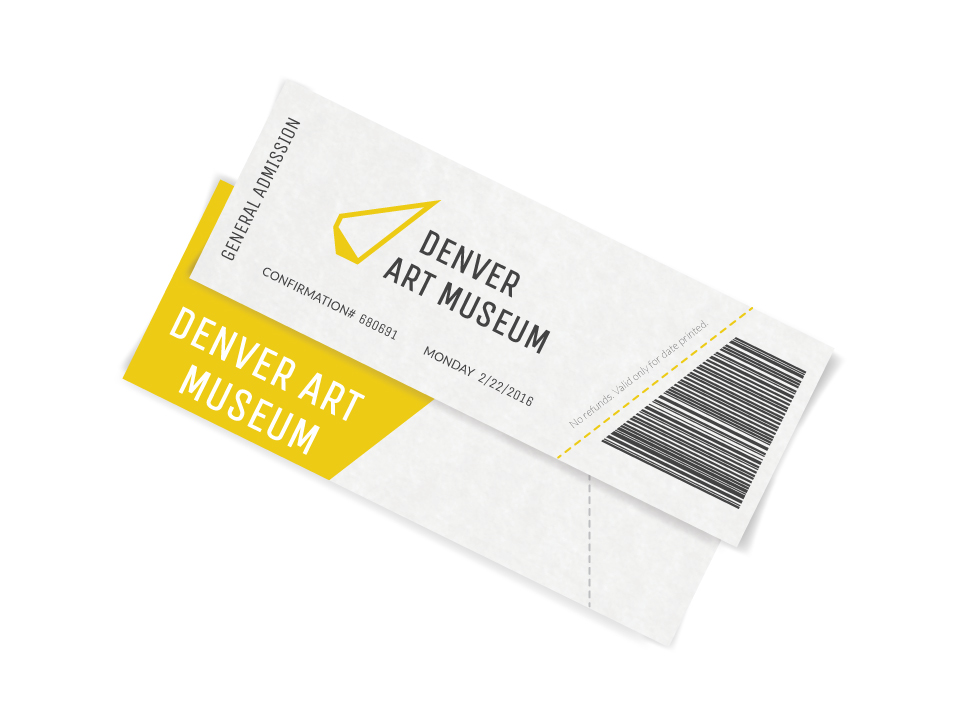 GENERAL ADMISSION
DENVER
ART MUSEUM
CONFIRMATION# 680691
MONDAY 2/22/2016
No refunds. Valid only for date printed.
DENVER ART
MUSEUM